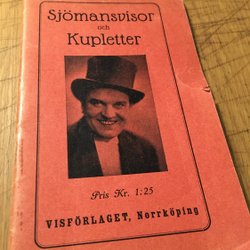 Sjömansvisor
och
Kupletter
Pris Kr. 1:25
VISFÖRLAGET, Norrköping